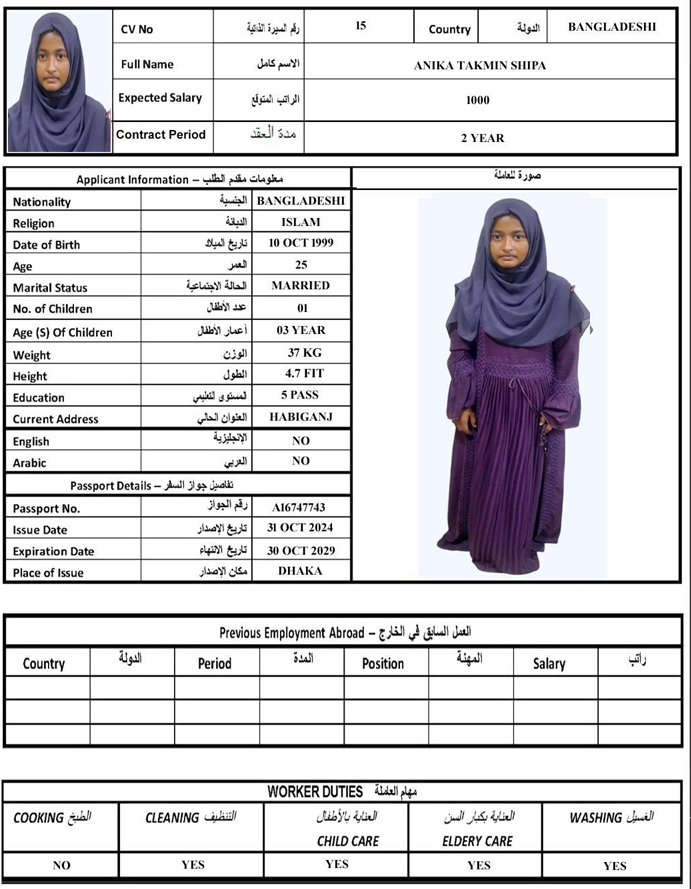 CV No رقم السيرة الذاتية 15 Country الدولة BANGLADESHI
Full Name الاسم كامل ANIKA TAKMIN SHIPA
Expected Salary الراتب المتوقع 1000
Contract Period مدة العقد 2 YEAR
Applicant Information – معلومات مقدم الطلب صورة للعاملة
Nationality الجنسية BANGLADESHI
Religion الديانة ISLAM
Date of Birth تاريخ الميلاد 10 OCT 1999
Age العمر 25
Marital Status الحالة الاجتماعية MARRIED
No. of Children عدد الأطفال 01
Age (S) Of Children أعمار الأطفال 03 YEAR
Weight الوزن 37 KG
Height الطول 4.7 FIT
Education المستوى التعليمي 5 PASS
Current Address العنوان الحالي HABIGANJ
English الإنجليزية NO
Arabic العربي NO
Passport Details – تفاصيل جواز السفر
Passport No. رقم الجواز A16747743
Issue Date تاريخ الإصدار 31 OCT 2024
Expiration Date تاريخ الانتهاء 30 OCT 2029
Place of Issue مكان الإصدار DHAKA
Previous Employment Abroad – العمل السابق في الخارج
Country الدولة Period المدة Position المهنة Salary راتب
WORKER DUTIES مهام العاملة
COOKING الطبخ CLEANING التنظيف العناية بالأطفال العناية بكبار السن WASHING الغسيل
CHILD CARE ELDERY CARE
NO YES YES YES YES